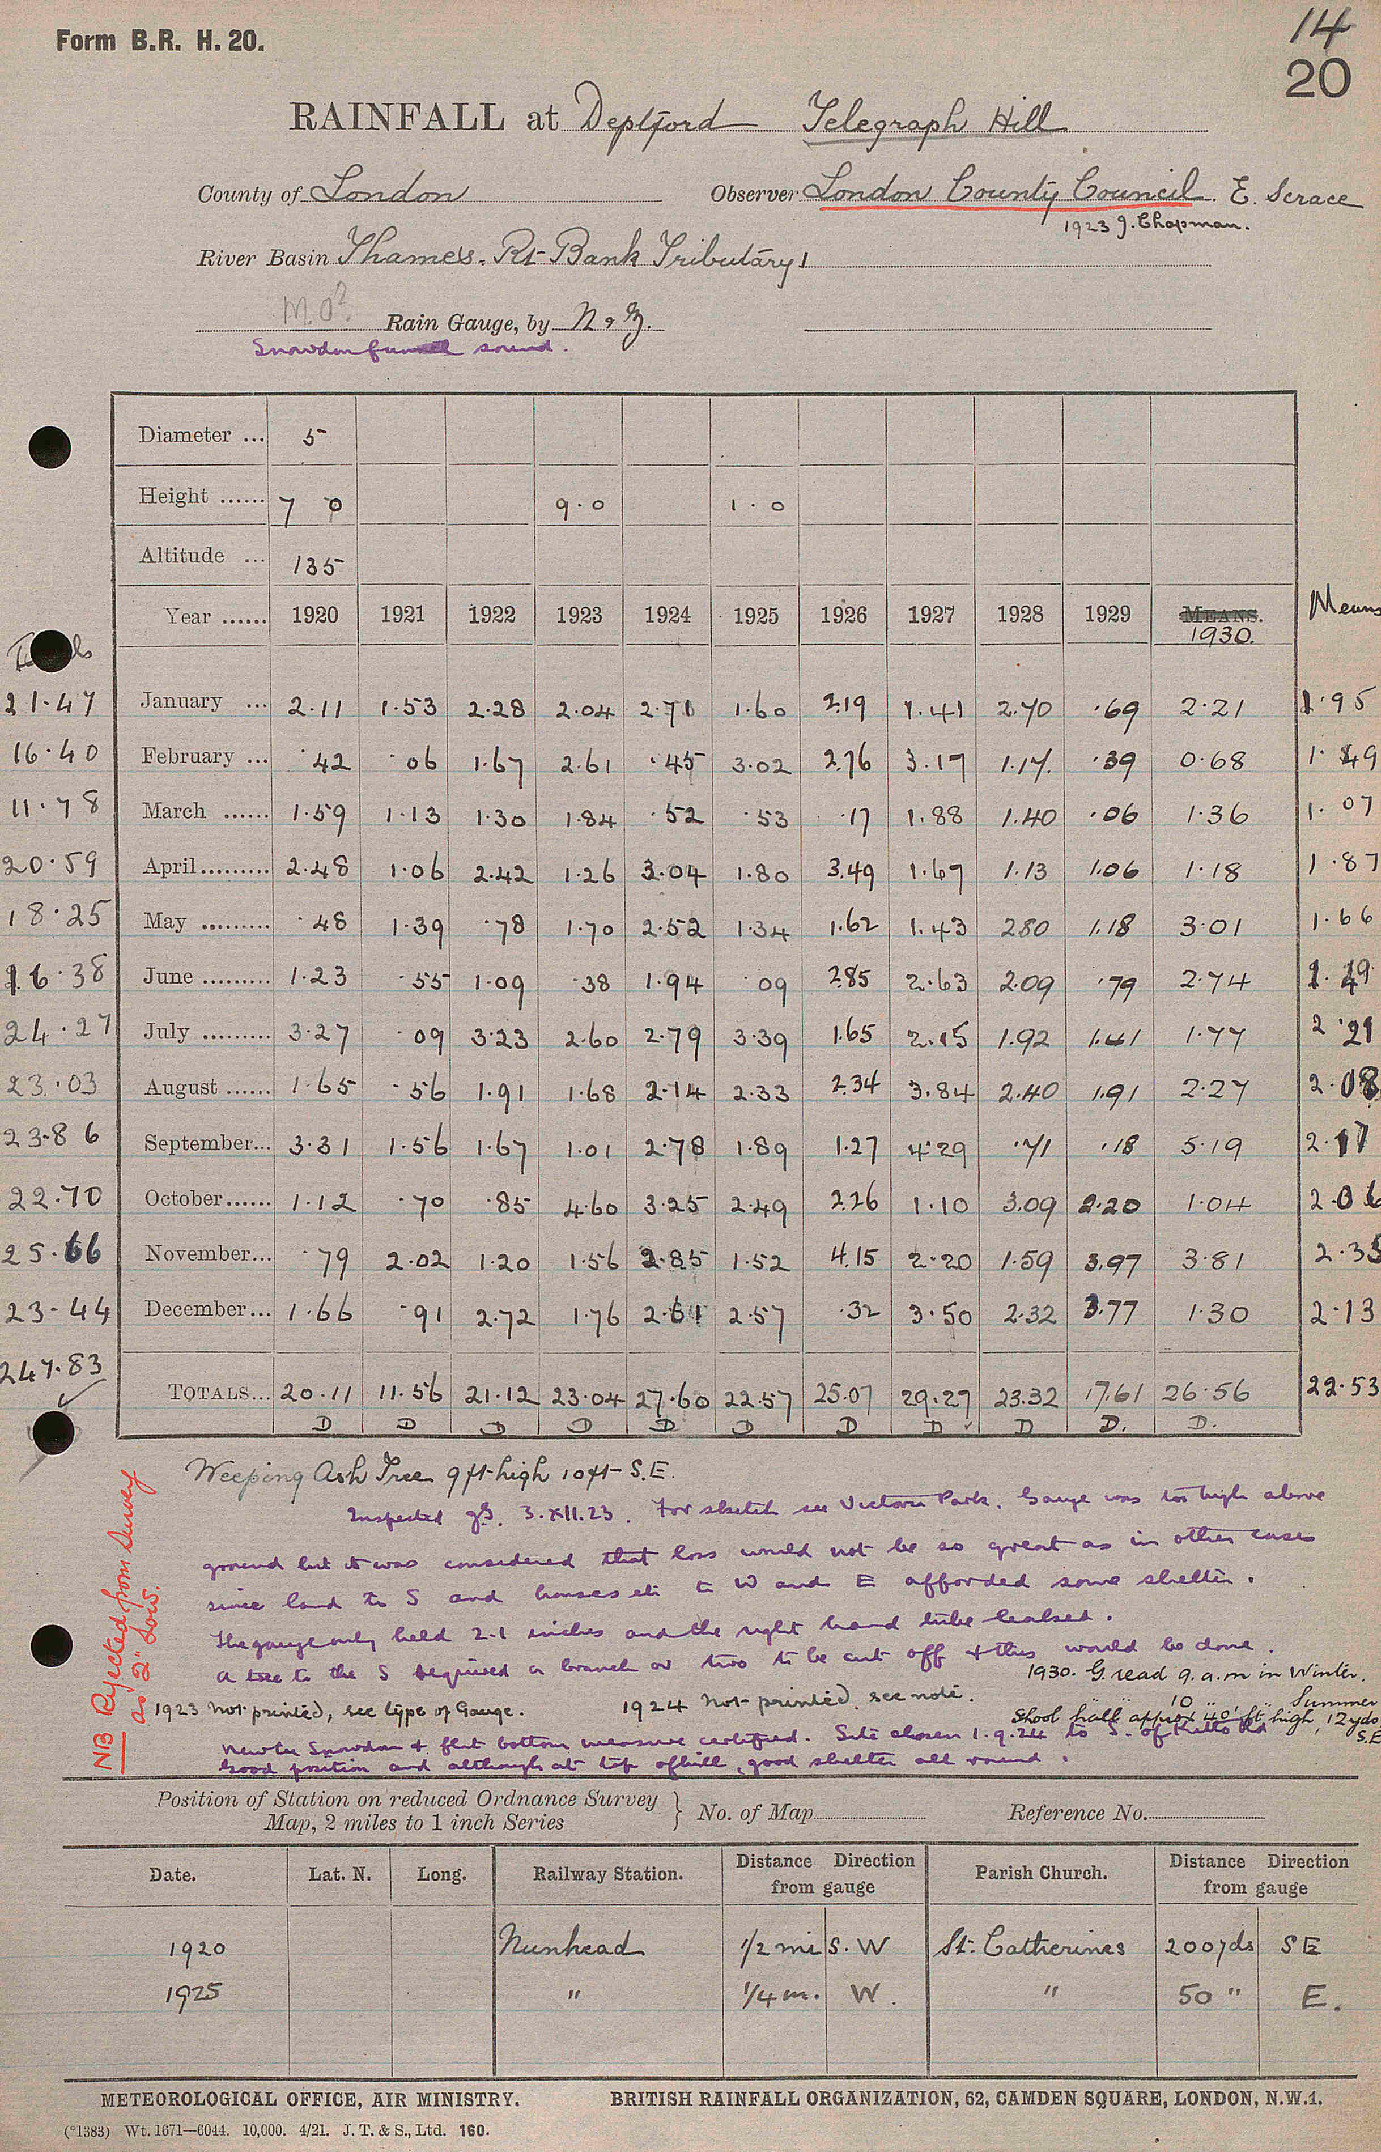 Form B.R. H. 20.
14
20
RAINFALL at Deptford Telegraph Hill
County of London Observer London County Council. E. Scrace
1923 J. Chapman.
River Basin Thames. Rt Bank Tributary 1
M.O? Rain Gauge, by N & Z.
Snowdon funnell sound.
Diameter ... 5
Height ...... 7 0 9.0 1.0
Altitude ... 135
Year ...... 1920 1921 1922 1923 1924 1925 1926 1927 1928 1929 MEANS. 1930. Means
21.47 January ... 2.11 1.53 2.28 2.04 2.71 1.60 2.19 1.41 2.70 .69 2.21 1.95
16.40 February ... .42 .06 1.67 2.61 .45 3.02 2.76 3.17 1.17 .39 0.68 1.49
11.78 March ...... 1.59 1.13 1.30 1.84 .52 .53 .17 1.88 1.40 .06 1.36 1.07
20.59 April ......... 2.48 1.06 2.42 1.26 3.04 1.80 3.49 1.67 1.13 1.06 1.18 1.87
18.25 May ......... .48 1.39 .78 1.70 2.52 1.34 1.62 1.43 2.80 1.18 3.01 1.66
16.38 June ......... 1.23 .55 1.09 .38 1.94 .09 2.85 2.63 2.09 .79 2.74 1.49
24.27 July ......... 3.27 .09 3.23 2.60 2.79 3.39 1.65 2.15 1.92 1.41 1.77 2.21
23.03 August ...... 1.65 .56 1.91 1.68 2.14 2.33 2.34 3.84 2.40 1.91 2.27 2.08
23.86 September... 3.31 1.56 1.67 1.01 2.78 1.89 1.27 4.29 .71 .18 5.19 2.17
22.70 October...... 1.12 .70 .85 4.60 3.25 2.49 2.26 1.10 3.09 2.20 1.04 2.06
25.66 November... .79 2.02 1.20 1.56 2.85 1.52 4.15 2.20 1.59 3.97 3.81 2.33
23.44 December... 1.66 .91 2.72 1.76 2.61 2.57 .32 3.50 2.32 3.77 1.30 2.13
247.83 TOTALS... 20.11 11.56 21.12 23.04 27.60 22.57 25.07 29.27 23.32 17.61 26.56 22.53
D D D D D D D D D D. D.
Weeping Ash Tree 9ft high 10ft S.E.
Inspected 3.XII.23. For sketch see Victoria Park. Gauge was too high above
ground but it was considered that loss would not be so great as in other cases
since land to S and houses etc to W and E afforded some shelter.
The gauge only held 2.1 inches and the right hand tube leaked.
A tree to the S required a branch or two to be cut off & this would be done.
1930. G. read 9. a.m in Winter.
" " 10 " " Summer
1923 not printed, see type of Gauge. 1924 not printed see note.
School hall approx 40 ft high, 12 yds S.E
New Snowdon & flat bottom measure certified. Site chosen 1.9.24 to S. of Kitto Rd
Good position and although at top of hill, good shelter all round.
NB Rejected from Survey
as 2" low.
Position of Station on reduced Ordnance Survey
Map, 2 miles to 1 inch Series } No. of Map Reference No.
Date. Lat. N. Long. Railway Station. Distance Direction from gauge Parish Church. Distance Direction from gauge
1920 Nunhead 1/2 mi S.W St. Catherines 200yds SE
1925 " 1/4 m. W. " 50 " E.
METEOROLOGICAL OFFICE, AIR MINISTRY. BRITISH RAINFALL ORGANIZATION, 62, CAMDEN SQUARE, LONDON, N.W.1.
(*1383) Wt. 1671—6044. 10,000. 4/21. J. T. & S., Ltd. 160.